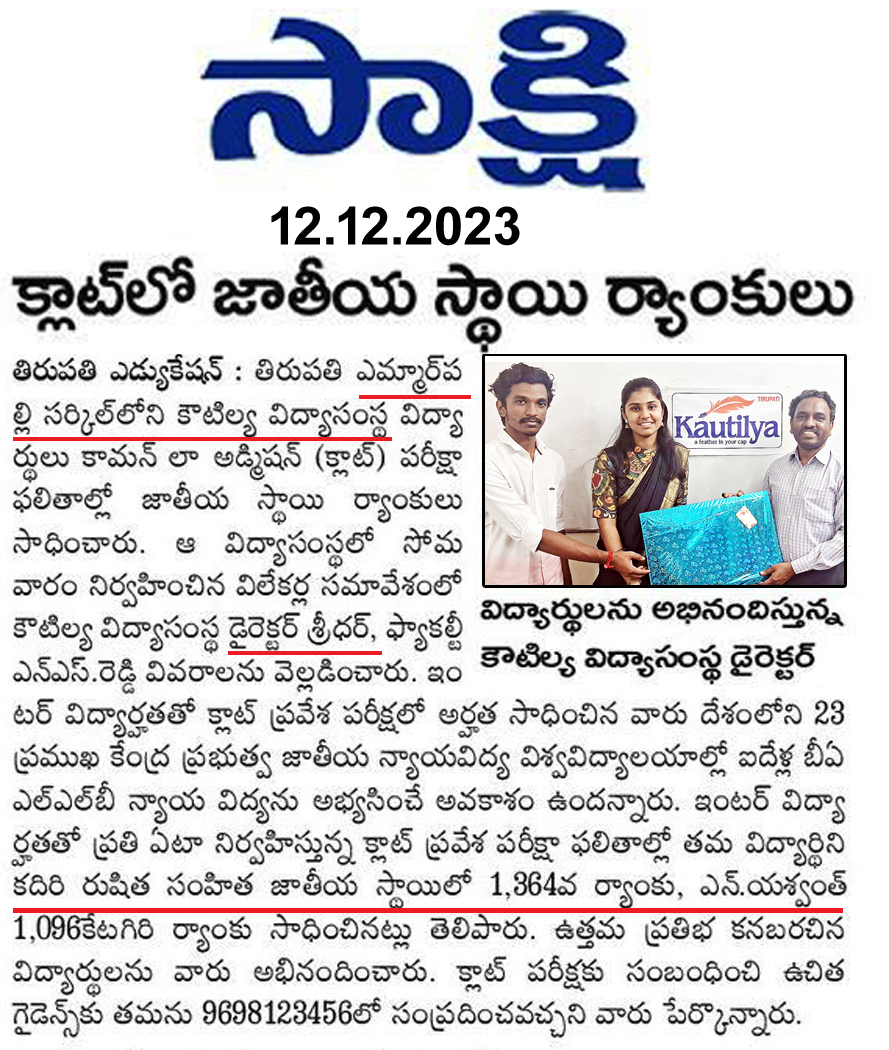 సాక్షి
12.12.2023
క్లాట్‌లో జాతీయ స్థాయి ర్యాంకులు
తిరుపతి ఎడ్యుకేషన్ : తిరుపతి ఎమ్మార్‌ప
ల్లి సర్కిల్‌లోని కౌటిల్య విద్యాసంస్థ విద్యా
ర్థులు కామన్ లా అడ్మిషన్ (క్లాట్) పరీక్షా
ఫలితాల్లో జాతీయ స్థాయి ర్యాంకులు
సాధించారు. ఆ విద్యాసంస్థలో సోమ
వారం నిర్వహించిన విలేకర్ల సమావేశంలో
కౌటిల్య విద్యాసంస్థ డైరెక్టర్ శ్రీధర్, ఫ్యాకల్టీ
ఎన్ఎస్.రెడ్డి వివరాలను వెల్లడించారు. ఇం
TIRUPATI
Kautilya
a feather in your cap
విద్యార్థులను అభినందిస్తున్న
కౌటిల్య విద్యాసంస్థ డైరెక్టర్
టర్ విద్యార్హతతో క్లాట్ ప్రవేశ పరీక్షలో అర్హత సాధించిన వారు దేశంలోని 23
ప్రముఖ కేంద్ర ప్రభుత్వ జాతీయ న్యాయవిద్య విశ్వవిద్యాలయాల్లో ఐదేళ్ల బీఏ
ఎల్ఎల్‌బీ న్యాయ విద్యను అభ్యసించే అవకాశం ఉందన్నారు. ఇంటర్ విద్యా
ర్హతతో ప్రతి ఏటా నిర్వహిస్తున్న క్లాట్ ప్రవేశ పరీక్షా ఫలితాల్లో తమ విద్యార్థిని
కదిరి రుషిత సంహిత జాతీయ స్థాయిలో 1,364వ ర్యాంకు, ఎన్.యశ్వంత్
1,096కేటగిరి ర్యాంకు సాధించినట్లు తెలిపారు. ఉత్తమ ప్రతిభ కనబరచిన
విద్యార్థులను వారు అభినందించారు. క్లాట్ పరీక్షకు సంబంధించి ఉచిత
గైడెన్స్‌కు తమను 9698123456లో సంప్రదించవచ్చని వారు పేర్కొన్నారు.